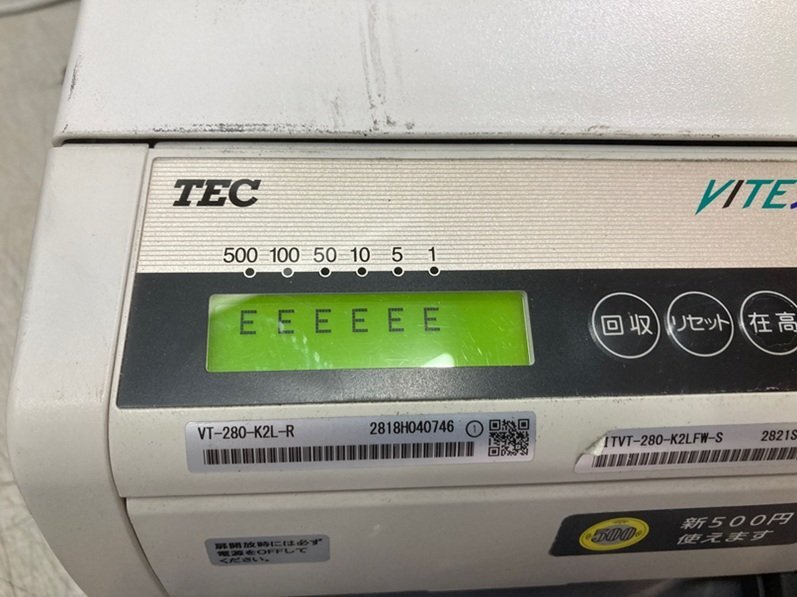 TEC
VITE
500 100 50 10 5 1
E E E E E E
回収
リセット
在高
VT-280-K2L-R 2818H040746 ①
ITVT-280-K2LFW-S 2821S
扉開放時には必ず
電源をOFFして
ください。
500
新500円
使えます